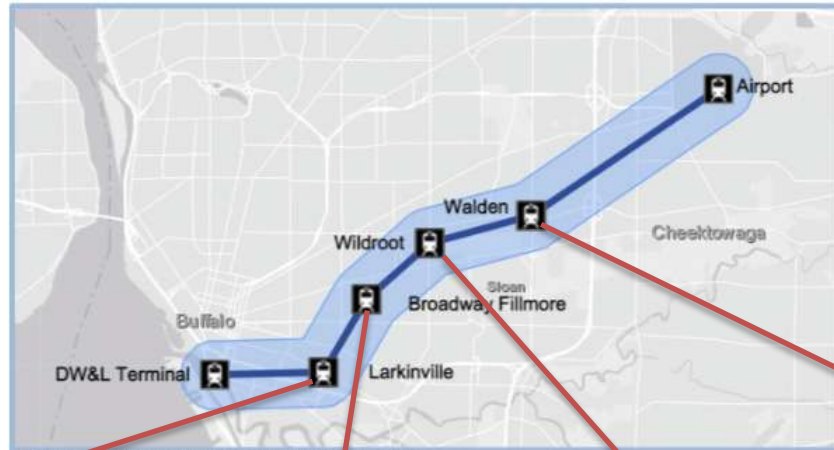 Airport
Walden
Cheektowaga
Wildroot
Sloan
Broadway Fillmore
Buffalo
DW&L Terminal
Larkinville